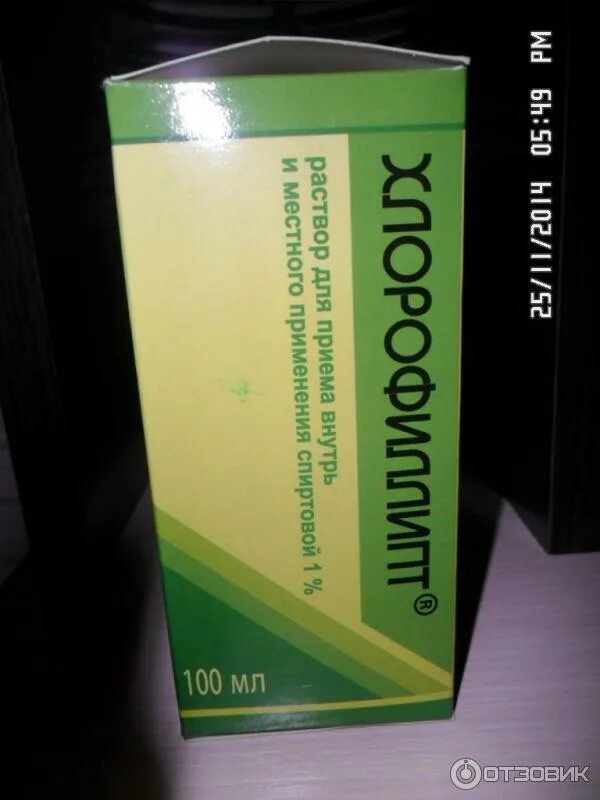 ХЛОРОФИЛЛИПТ®
раствор для приема внутрь
и местного применения спиртовой 1 %
100 мл
25/11/2014 05:49 PM
ОТЗОВИК